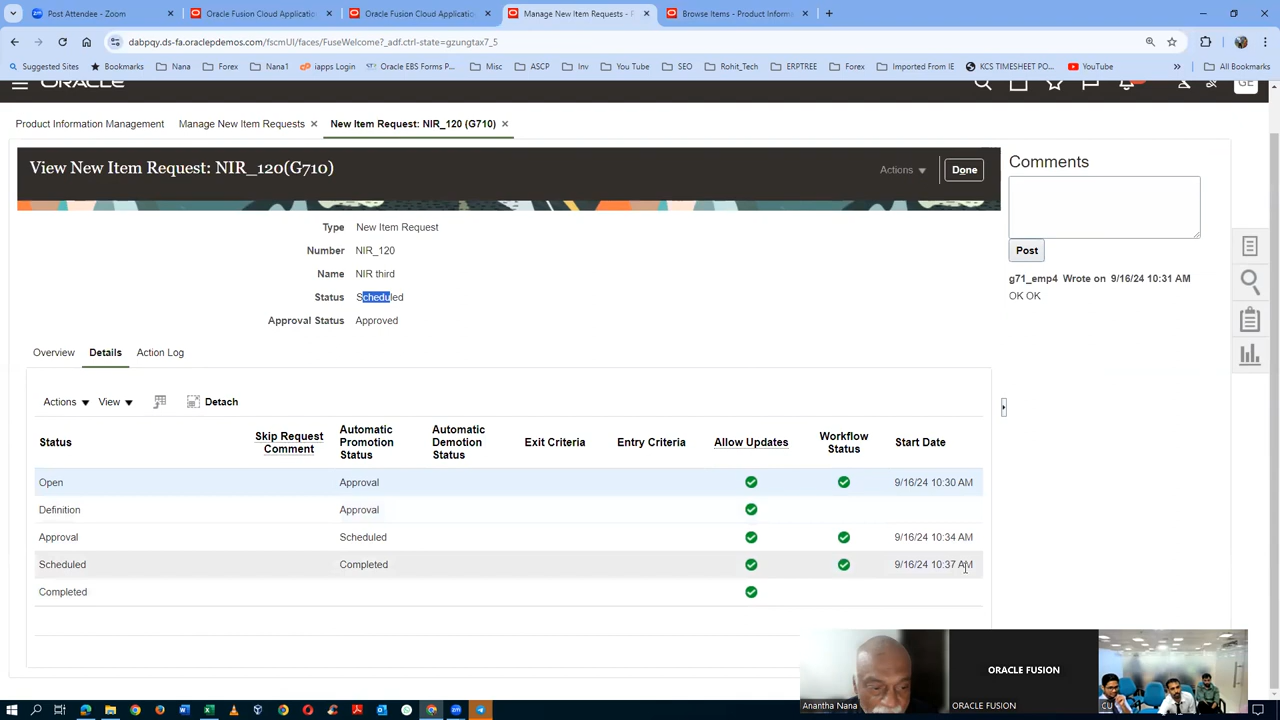 Post Attendee - Zoom
Oracle Fusion Cloud Application
Oracle Fusion Cloud Application
Manage New Item Requests - P
Browse Items - Product Inform
dabpqy.ds-fa.oraclepdemos.com/fscmUI/faces/FuseWelcome?_adf.ctrl-state=gzungtax7_5
Suggested Sites Bookmarks Nana Forex Nana1 iapps Login Oracle EBS Forms P... Misc ASCP Inv You Tube SEO Rohit_Tech ERPTREE Forex Imported From IE KCS TIMESHEET PO... YouTube All Bookmarks
ORACLE
GE
Product Information Management
Manage New Item Requests
New Item Request: NIR_120 (G710)
View New Item Request: NIR_120(G710)
Actions
Done
Type New Item Request
Number NIR_120
Name NIR third
Status Scheduled
Approval Status Approved
Overview Details Action Log
Actions View Detach
Status Skip Request Comment Automatic Promotion Status Automatic Demotion Status Exit Criteria Entry Criteria Allow Updates Workflow Status Start Date
Open Approval 9/16/24 10:30 AM
Definition Approval
Approval Scheduled 9/16/24 10:34 AM
Scheduled Completed 9/16/24 10:37 AM
Completed
Comments
Post
g71_emp4 Wrote on 9/16/24 10:31 AM
OK OK
ORACLE FUSION
Anantha Nana
ORACLE FUSION
CU